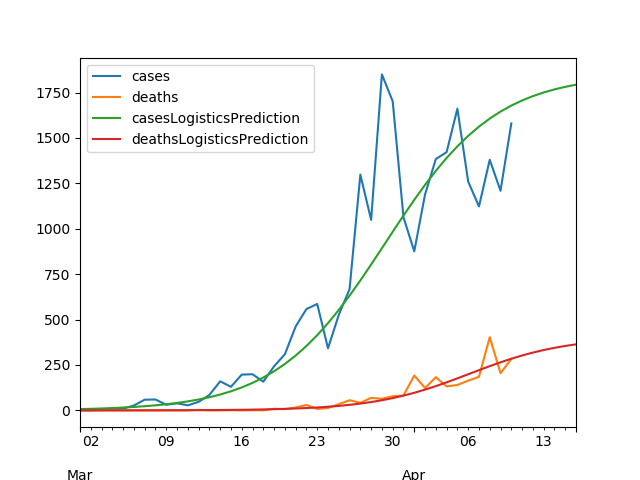 cases
deaths
casesLogisticsPrediction
deathsLogisticsPrediction
1750
1500
1250
1000
750
500
250
0
02 09 16 23 30 06 13
Mar Apr